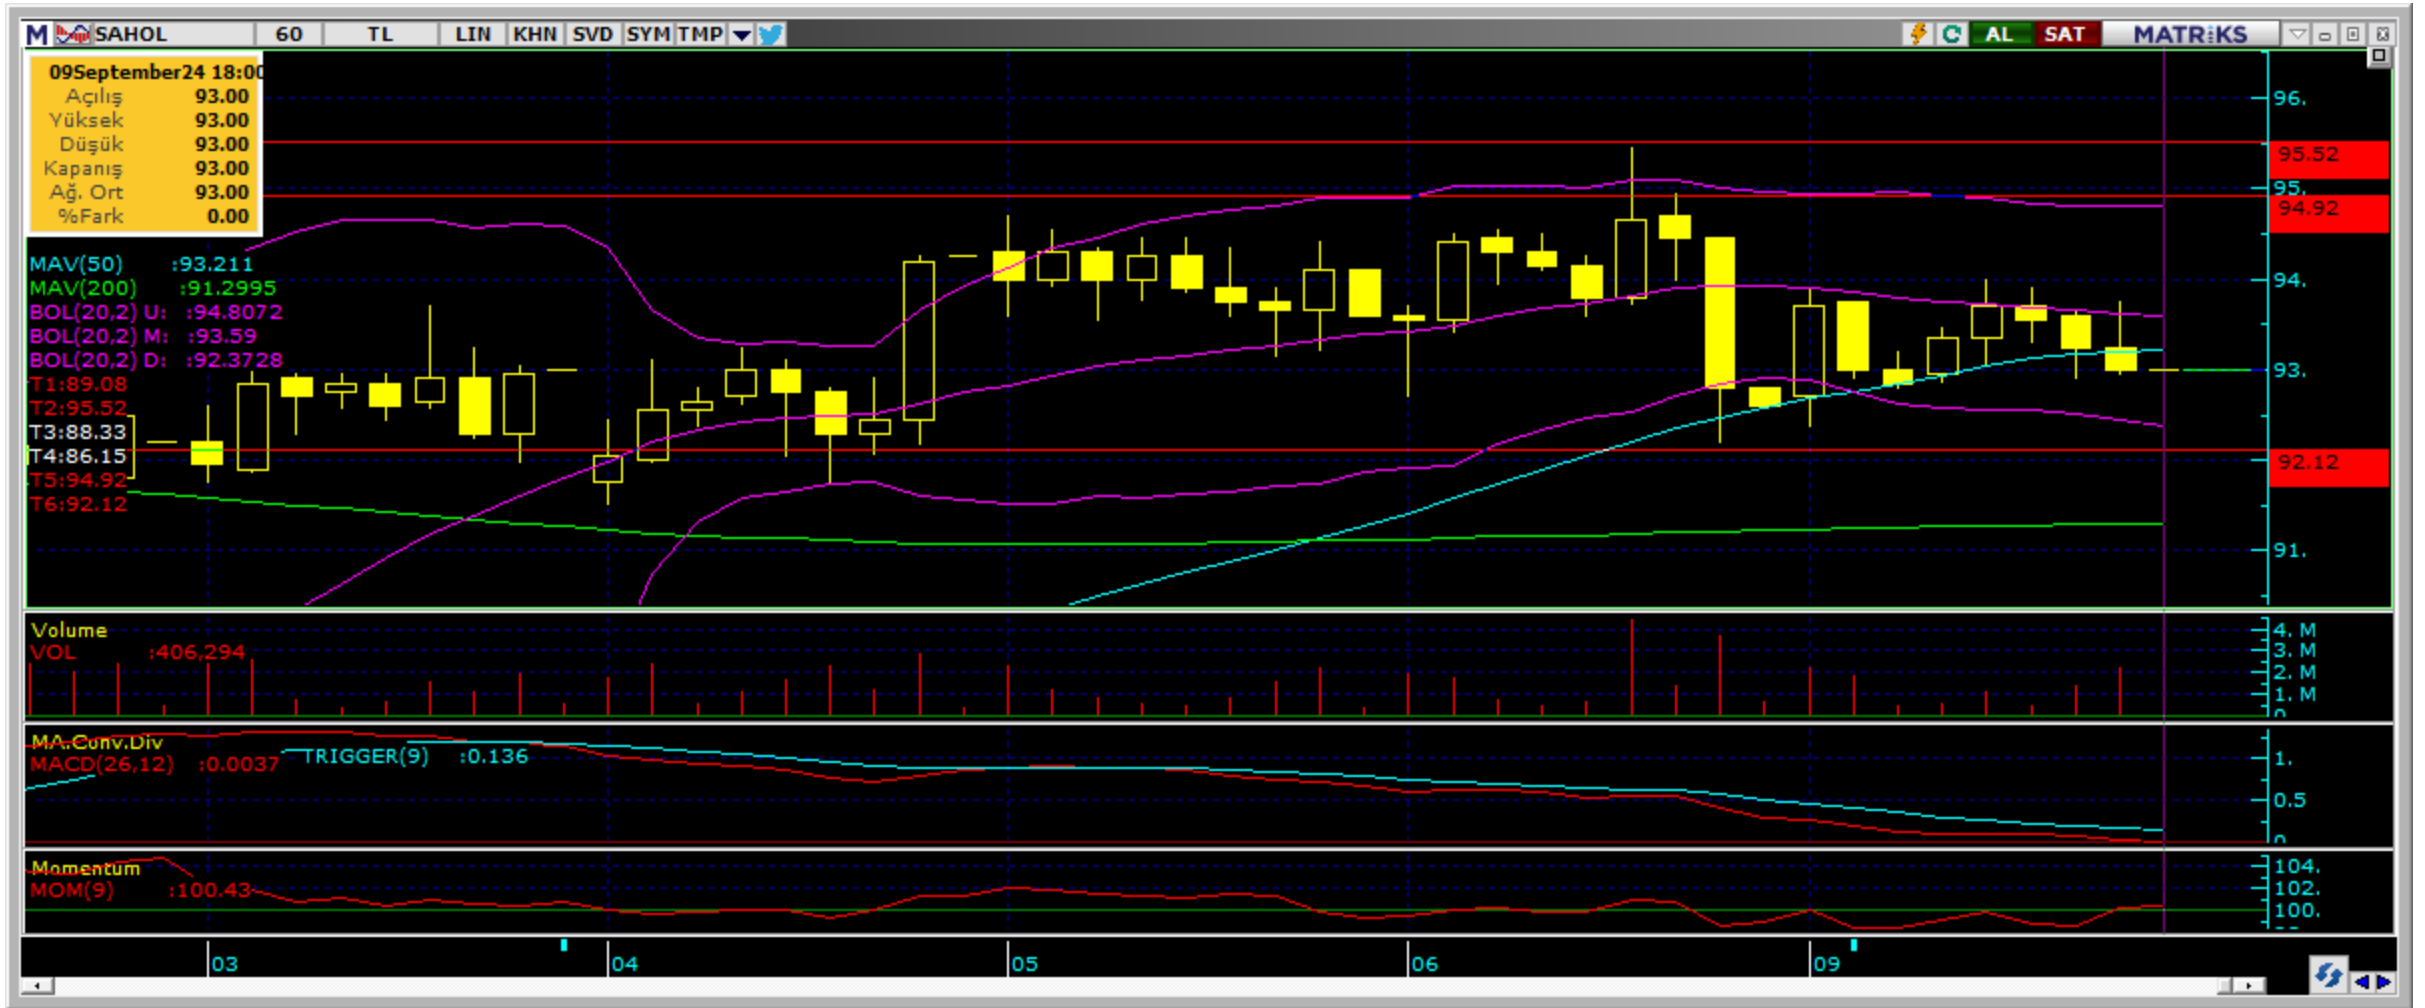 M SAHOL 60 TL LIN KHN SVD SYM TMP AL SAT MATRiKS
09September24 18:00
Açılış 93.00
Yüksek 93.00
Düşük 93.00
Kapanış 93.00
Ağ. Ort 93.00
%Fark 0.00
MAV(50) :93.211
MAV(200) :91.2995
BOL(20,2) U: :94.8072
BOL(20,2) M: :93.59
BOL(20,2) D: :92.3728
T1:89.08
T2:95.52
T3:88.33
T4:86.15
T5:94.92
T6:92.12
96.
95.52
95.
94.92
94.
93.
92.12
91.
Volume
VOL :406,294
4. M
3. M
2. M
1. M
0
MA.Conv.Div
MACD(26,12) :0.0037 TRIGGER(9) :0.136
1.
0.5
0
Momentum
MOM(9) :100.43
104.
102.
100.
03 04 05 06 09